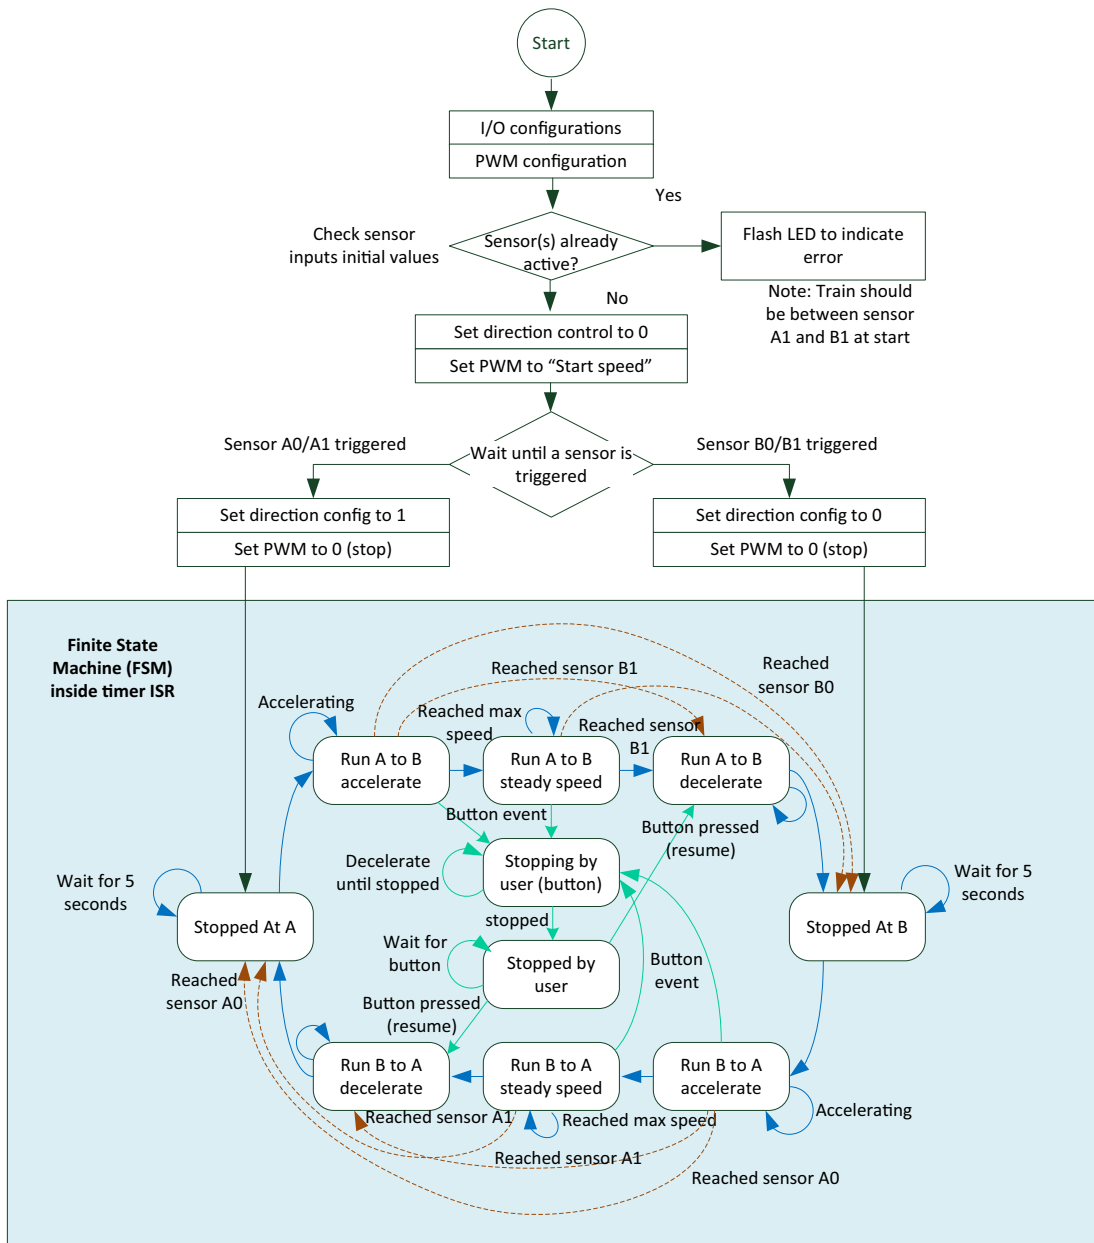 Start
I/O configurations
PWM configuration
Yes
Check sensor
inputs initial values
Sensor(s) already
active?
Flash LED to indicate
error
No
Note: Train should
be between sensor
A1 and B1 at start
Set direction control to 0
Set PWM to “Start speed”
Sensor A0/A1 triggered
Wait until a sensor is
triggered
Sensor B0/B1 triggered
Set direction config to 1
Set PWM to 0 (stop)
Set direction config to 0
Set PWM to 0 (stop)
Finite State
Machine (FSM)
inside timer ISR
Reached sensor B1
Reached
sensor B0
Accelerating
Reached max
speed
Reached sensor
B1
Run A to B
accelerate
Run A to B
steady speed
Run A to B
decelerate
Button event
Button pressed
(resume)
Decelerate
until stopped
Stopping by
user (button)
Wait for 5
seconds
Wait for 5
seconds
Stopped At A
stopped
Stopped At B
Wait for
button
Stopped by
user
Button
event
Reached
sensor A0
Button pressed
(resume)
Run B to A
decelerate
Run B to A
steady speed
Run B to A
accelerate
Reached sensor A1
Reached max speed
Accelerating
Reached sensor A1
Reached sensor A0